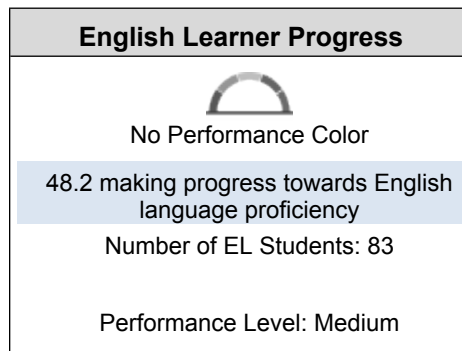 English Learner Progress
No Performance Color
48.2 making progress towards English
language proficiency
Number of EL Students: 83
Performance Level: Medium